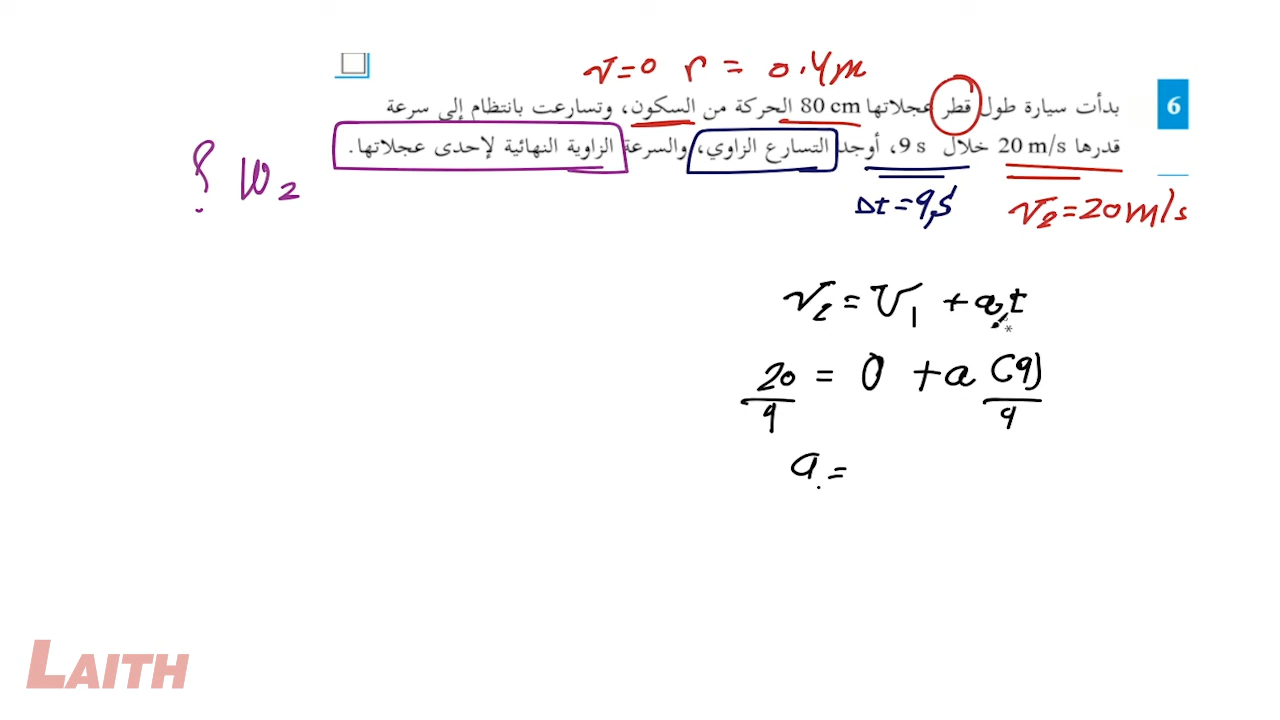 v=0 r = 0.4m
6
بدأت سيارة طول قطر عجلاتها 80 cm الحركة من السكون، وتسارعت بانتظام إلى سرعة
قدرها 20 m/s خلال 9 s، أوجد التسارع الزاوي، والسرعة الزاوية النهائية لإحدى عجلاتها.
? w2
Δt=9s
v2=20m/s
v2 = v1 + at
20/9 = 0 + a (9)/9
a =
LAITH